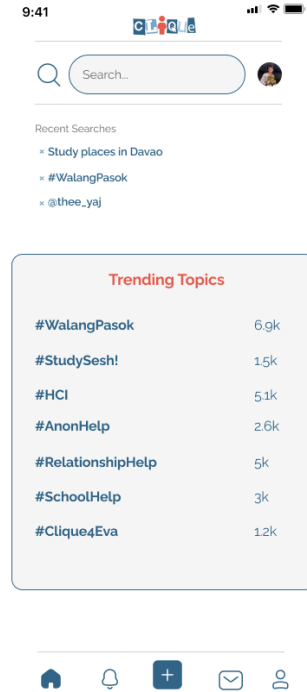 9:41
CLiQUe
Search...
Recent Searches
× Study places in Davao
× #WalangPasok
× @thee_yaj
Trending Topics
#WalangPasok 6.9k
#StudySesh! 1.5k
#HCI 5.1k
#AnonHelp 2.6k
#RelationshipHelp 5k
#SchoolHelp 3k
#Clique4Eva 1.2k